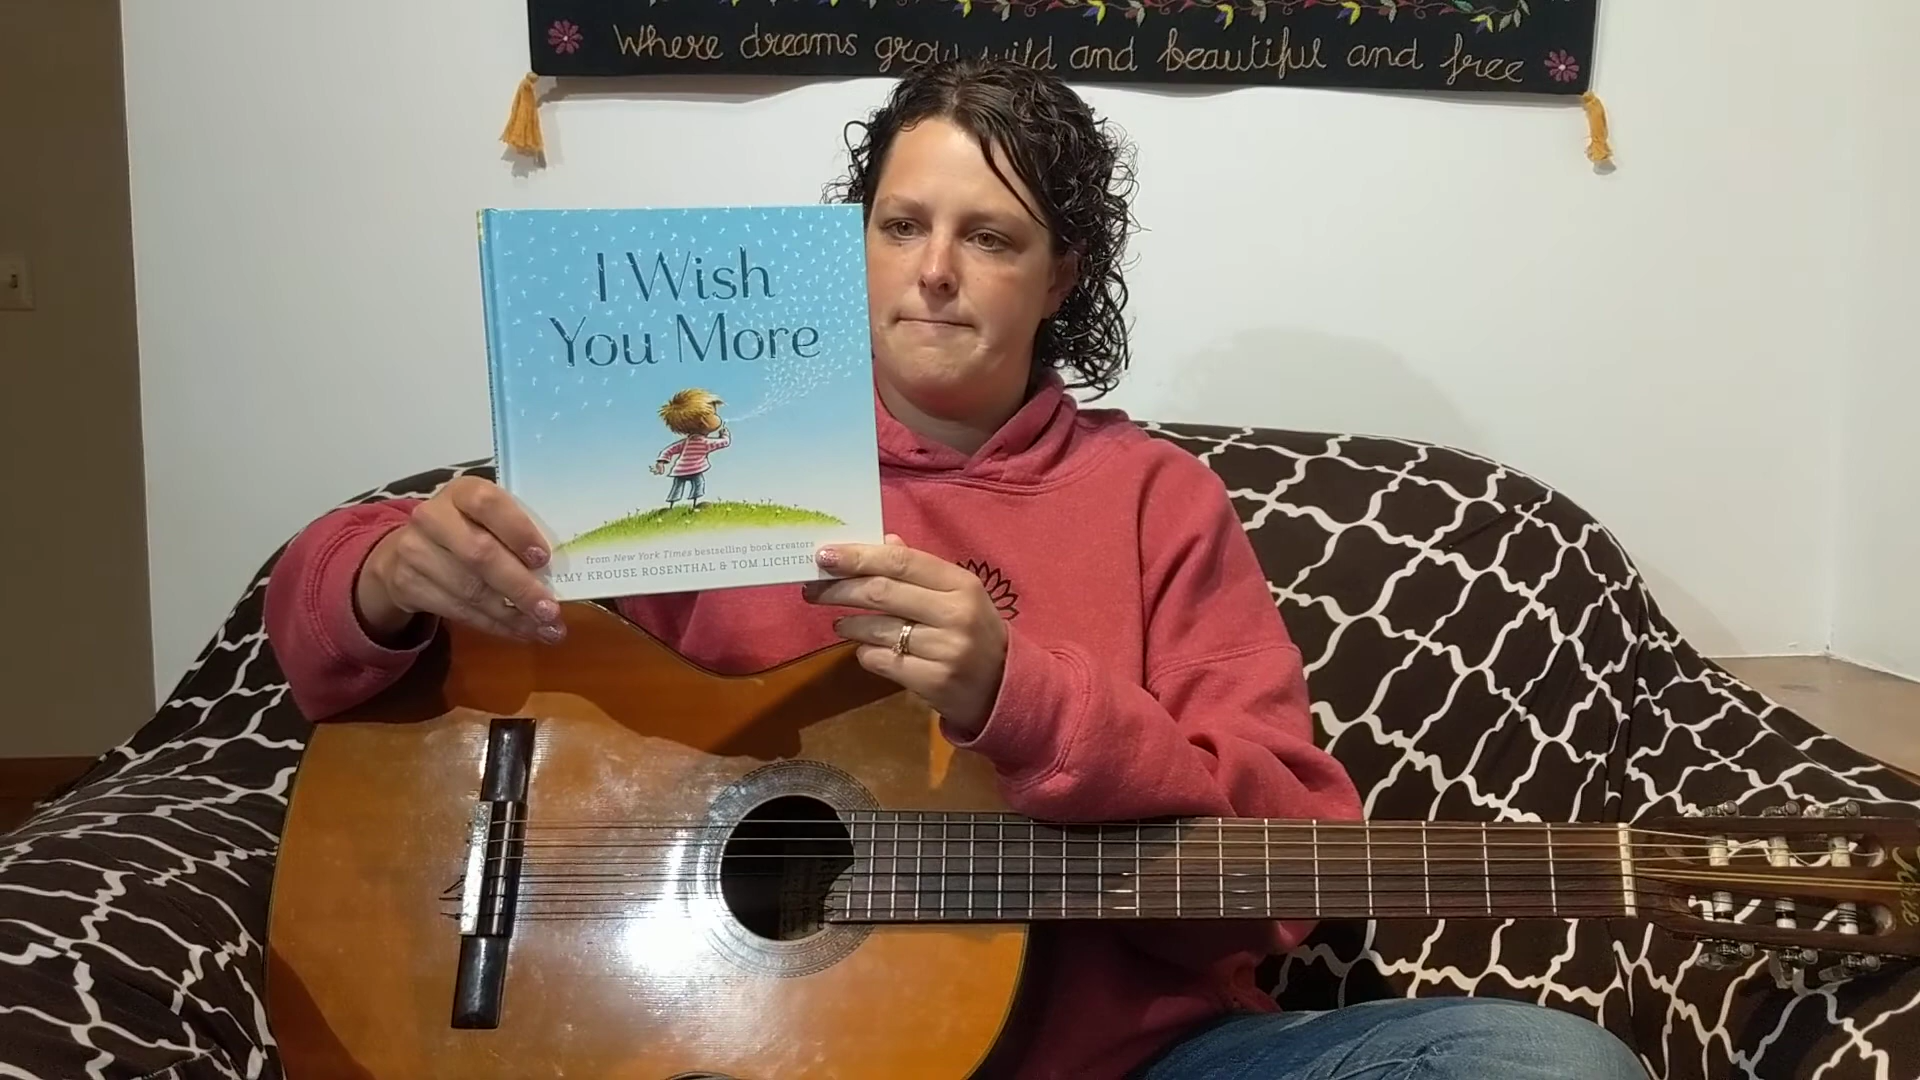 Where dreams grow wild and beautiful and free
I Wish
You More
from New York Times bestselling book creators
AMY KROUSE ROSENTHAL & TOM LICHTEN